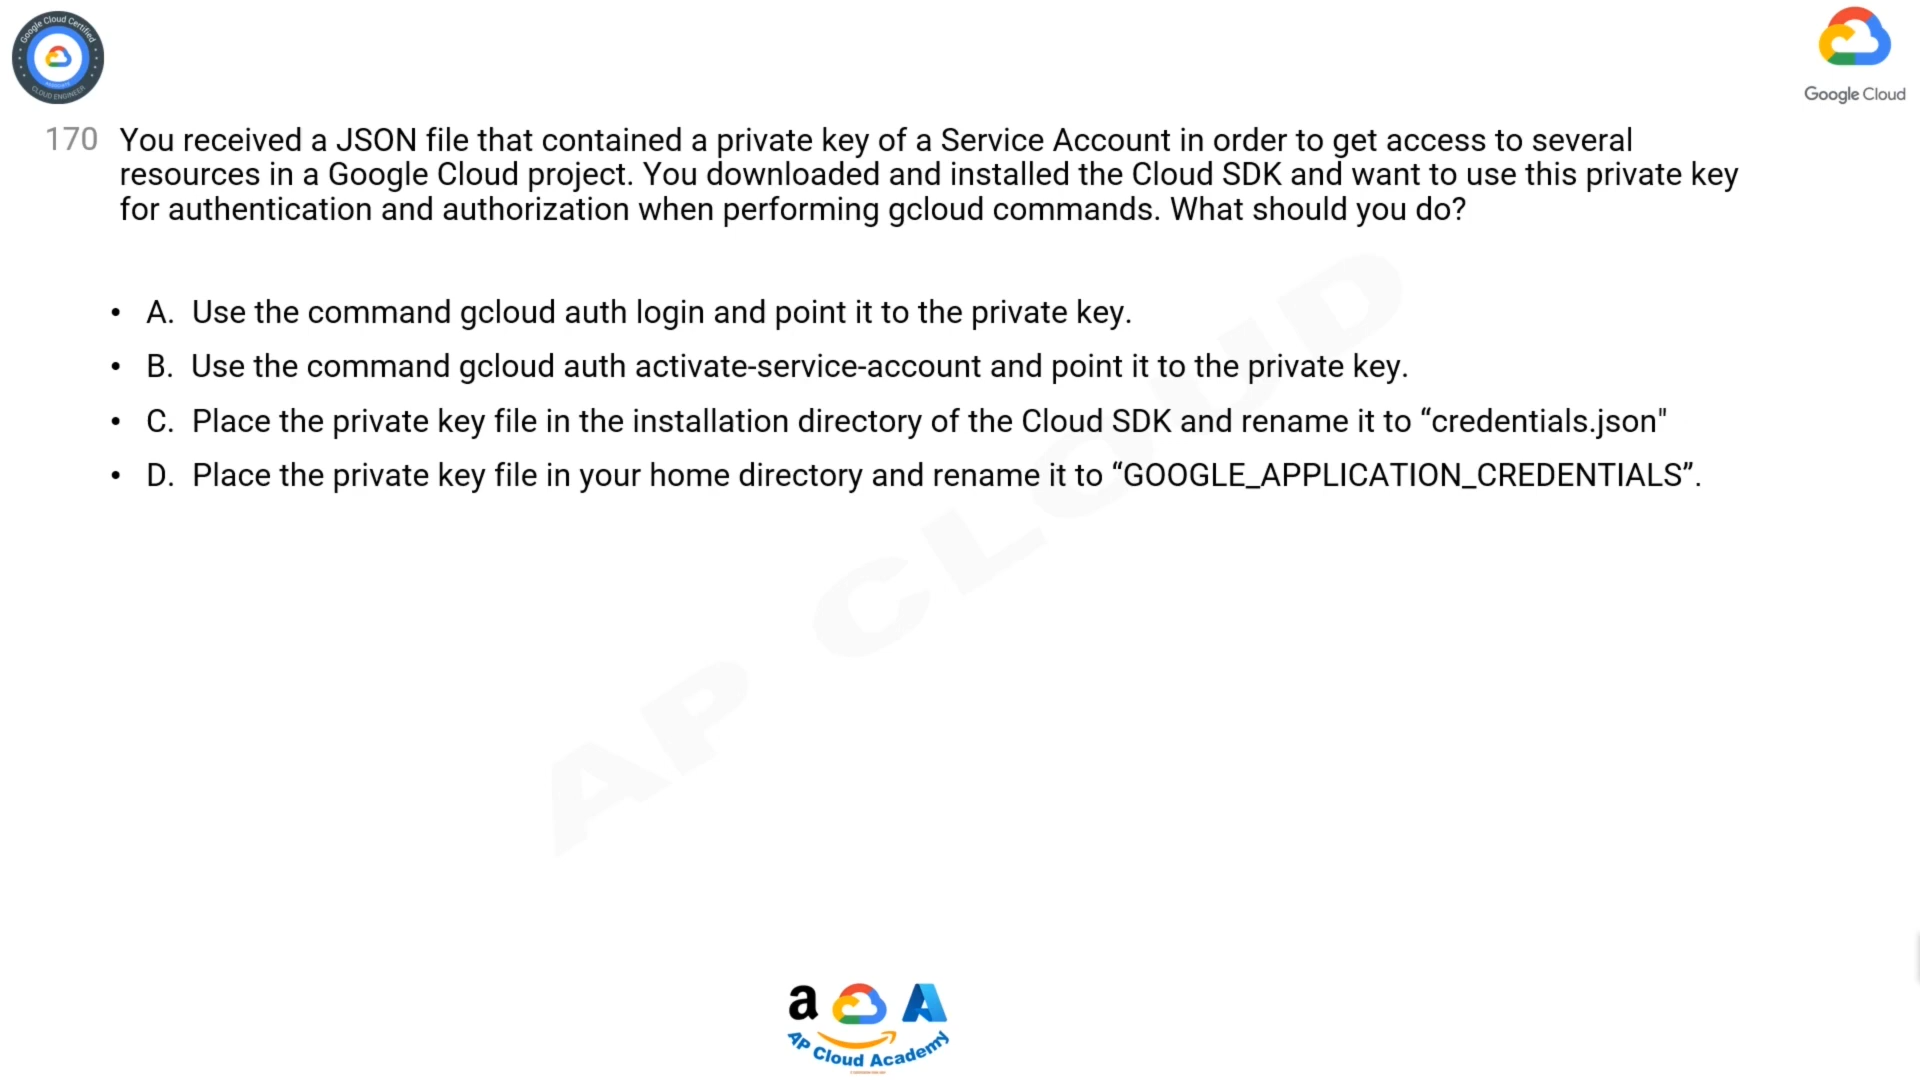 Google Cloud Certified
CLOUD ENGINEER
Google Cloud
170 You received a JSON file that contained a private key of a Service Account in order to get access to several
resources in a Google Cloud project. You downloaded and installed the Cloud SDK and want to use this private key
for authentication and authorization when performing gcloud commands. What should you do?
• A. Use the command gcloud auth login and point it to the private key.
• B. Use the command gcloud auth activate-service-account and point it to the private key.
• C. Place the private key file in the installation directory of the Cloud SDK and rename it to “credentials.json"
• D. Place the private key file in your home directory and rename it to “GOOGLE_APPLICATION_CREDENTIALS”.
AP CLOUD
a
AP Cloud Academy